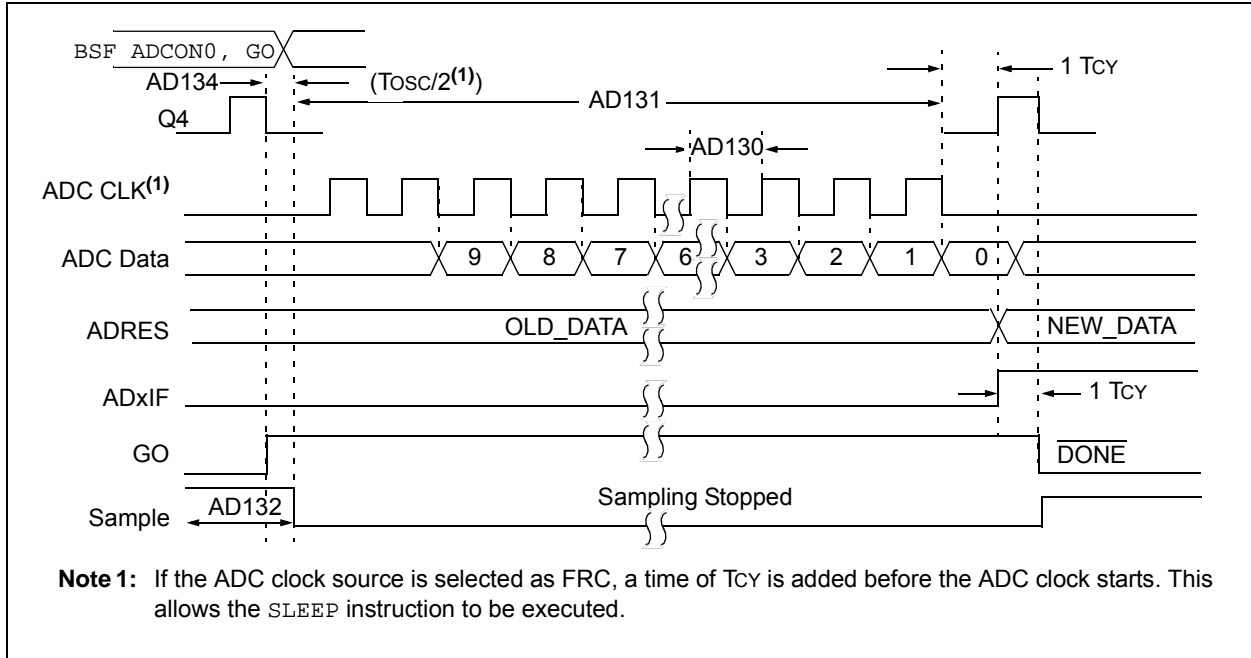 BSF ADCON0, GO
AD134
(TOSC/2(1))
1 TCY
AD131
Q4
AD130
ADC CLK(1)
ADC Data
9 8 7 6 3 2 1 0
ADRES
OLD_DATA
NEW_DATA
ADxIF
1 TCY
GO
DONE
Sampling Stopped
AD132
Sample
Note 1: If the ADC clock source is selected as FRC, a time of TCY is added before the ADC clock starts. This
allows the SLEEP instruction to be executed.